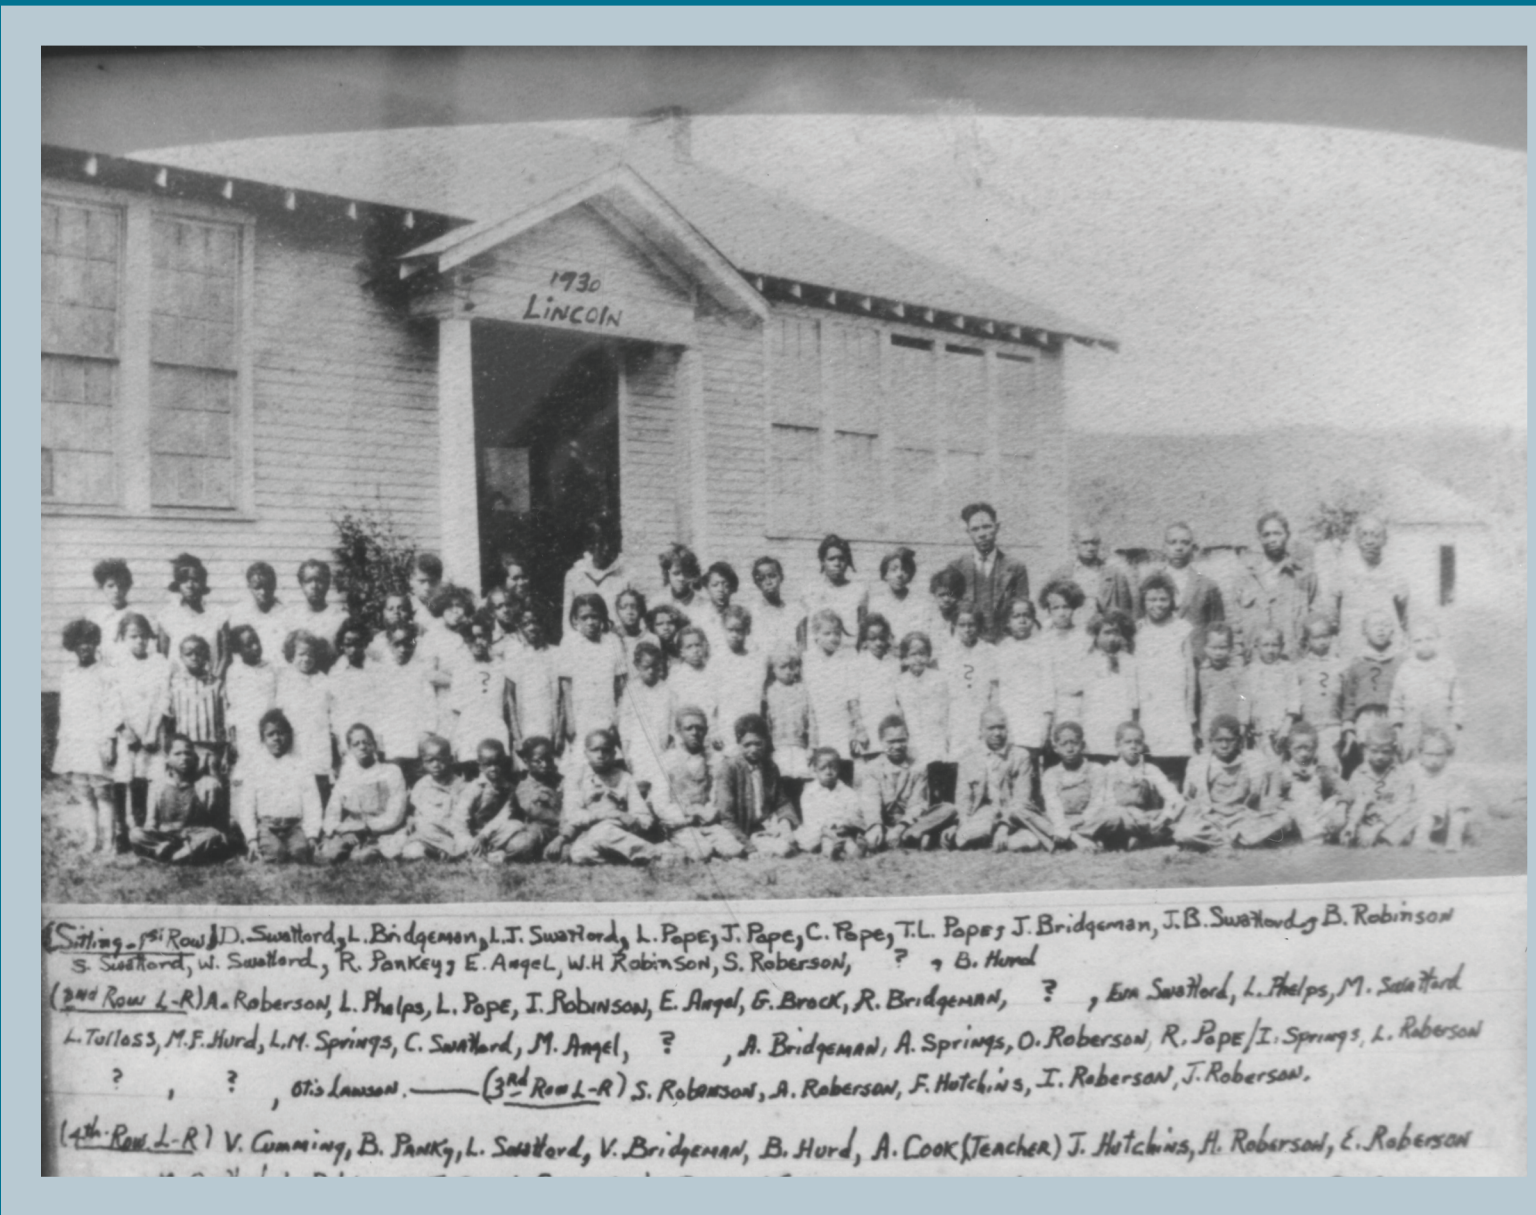 1930
LINCOLN
?
?
?
?
(Sitting-1st Row) D. Swafford, L. Bridgeman, L.J. Swafford, L. Pope, J. Pope, C. Pope, T.L. Pope, J. Bridgeman, J.B. Swafford, B. Robinson
S. Swafford, W. Swafford, R. Pankey, E. Angel, W.H Robinson, S. Roberson, ? , B. Hurd
(2nd Row L-R) A. Roberson, L. Phelps, L. Pope, I. Robinson, E. Angel, G. Brock, R. Bridgeman, ? , Swafford, L. Phelps, M. Swafford
L. Tulloss, M.F. Hurd, L.M. Springs, C. Swafford, M. Angel, ? , A. Bridgeman, A. Springs, O. Roberson, R. Pope/I. Springs, L. Roberson
? , ? , Otis Lawson. (3rd Row L-R) S. Robinson, A. Roberson, F. Hutchins, I. Roberson, J. Roberson.
(4th Row L-R) V. Cumming, B. Panky, L. Swafford, V. Bridgeman, B. Hurd, A. Cook (Teacher) J. Hutchins, H. Roberson, E. Roberson